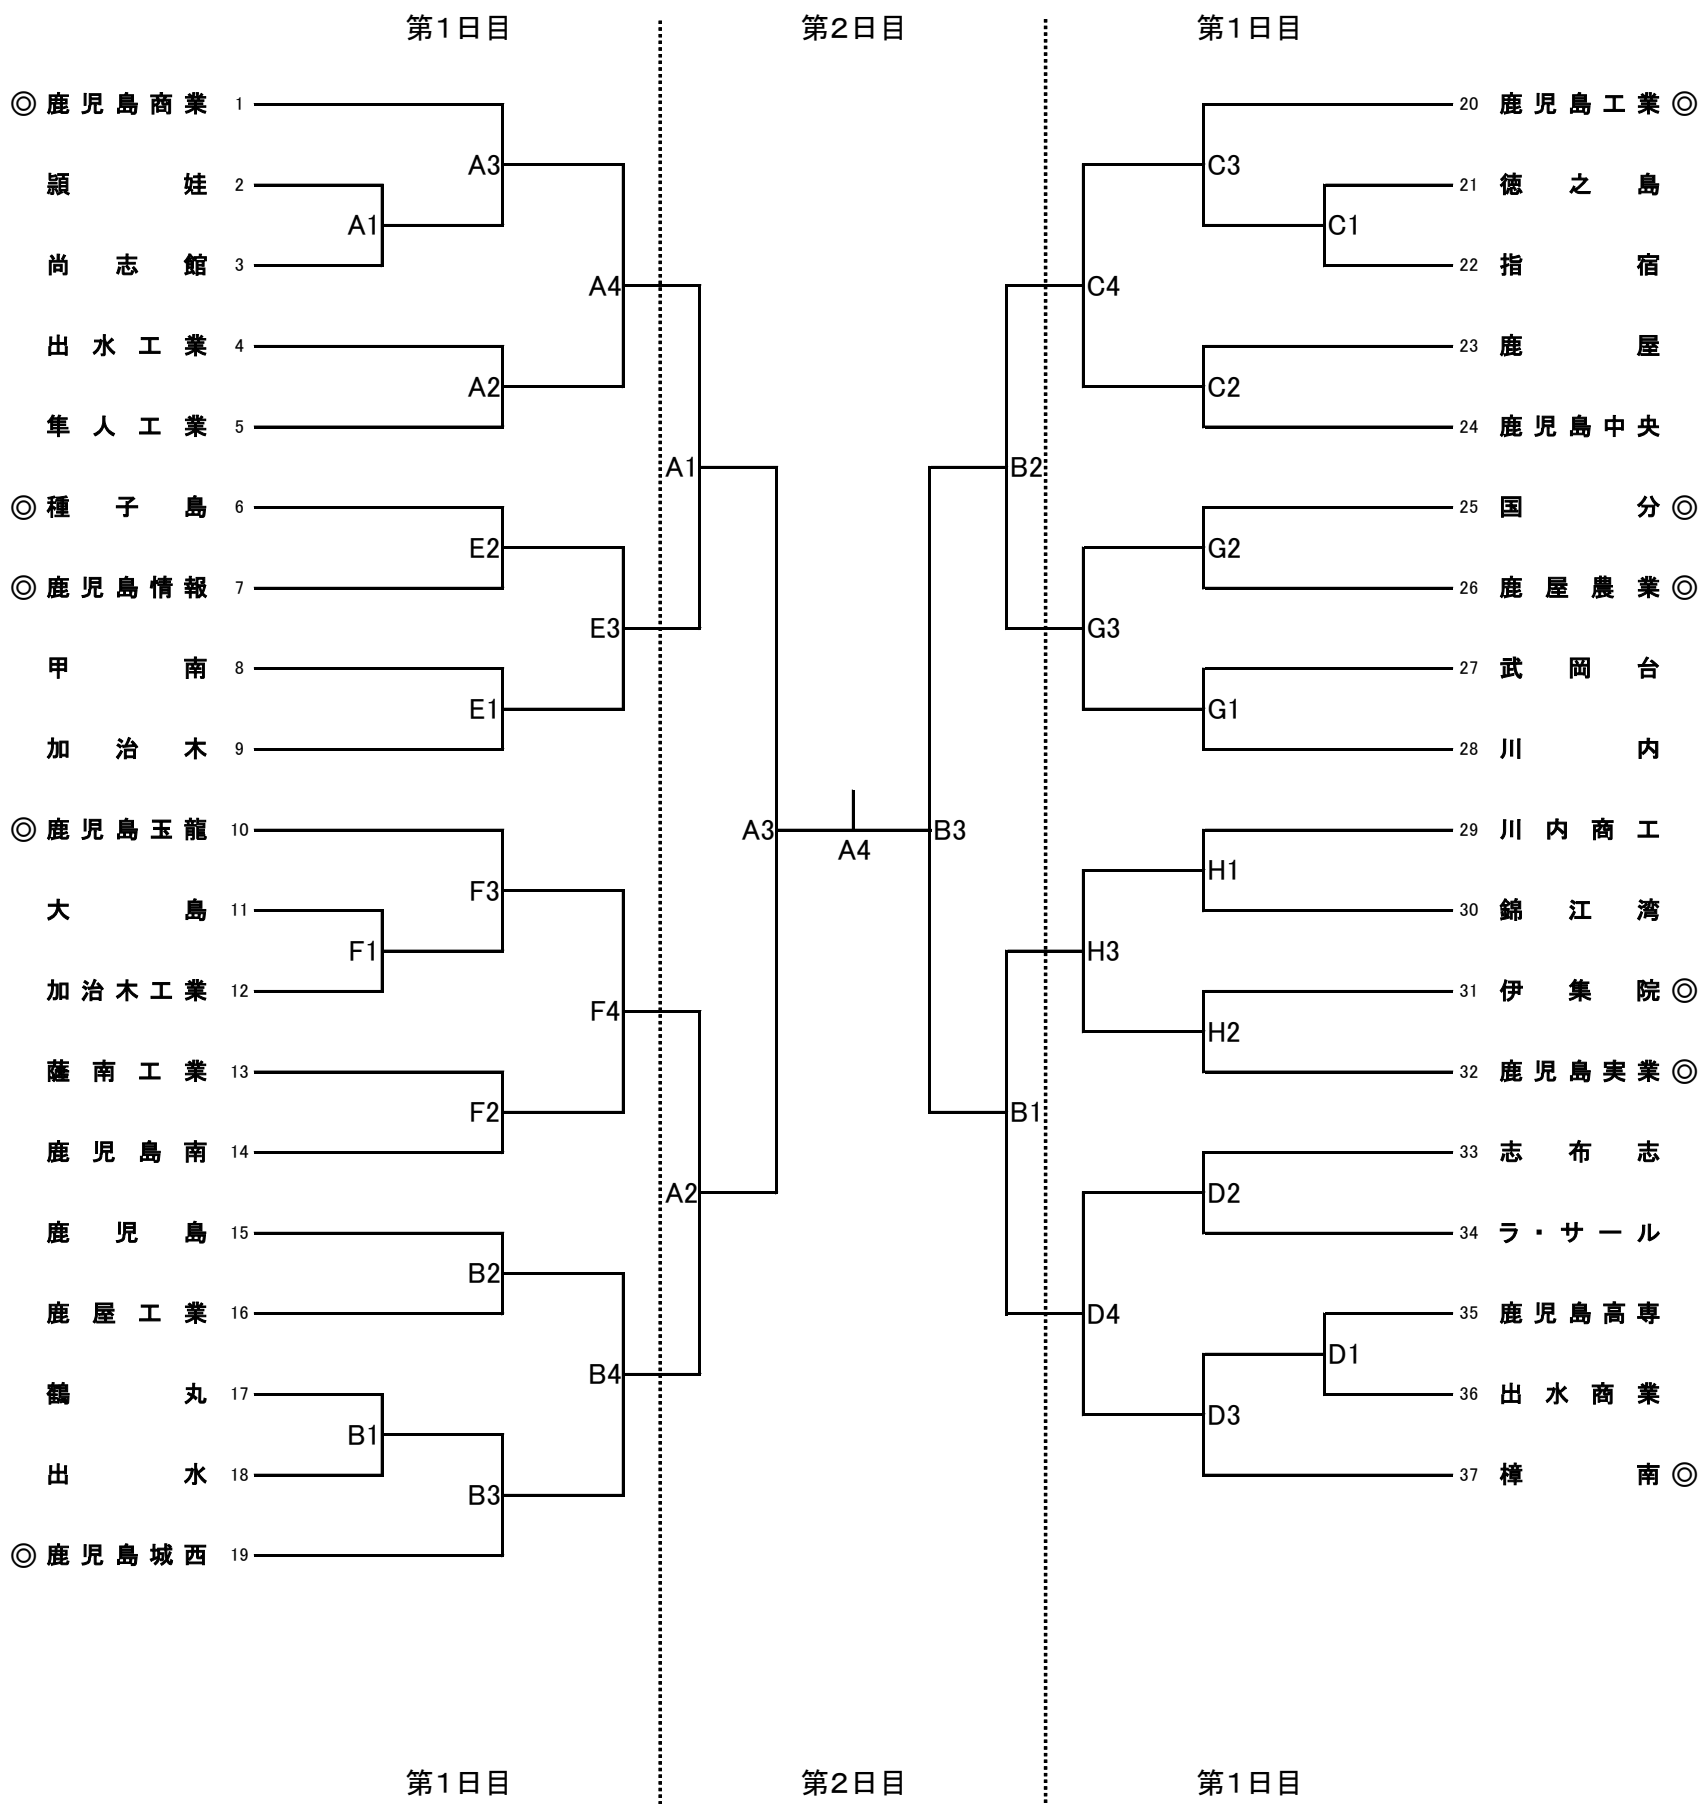 第1日目 第2日目 第1日目
◎ 鹿児島商業 1 20 鹿児島工業 ◎
A3 C3
頴娃 2 21 徳之島
A1 C1
尚志館 3 22 指宿
A4 C4
出水工業 4 23 鹿屋
A2 C2
隼人工業 5 24 鹿児島中央
A1 B2
◎ 種子島 6 25 国分 ◎
E2 G2
◎ 鹿児島情報 7 26 鹿屋農業 ◎
E3 G3
甲南 8 27 武岡台
E1 G1
加治木 9 28 川内
◎ 鹿児島玉龍 10 A3 B3 29 川内商工
A4
F3 H1
大島 11 30 錦江湾
F1 H3
加治木工業 12 31 伊集院 ◎
F4 H2
薩南工業 13 32 鹿児島実業 ◎
F2 B1
鹿児島南 14 33 志布志
A2 D2
鹿児島 15 34 ラ・サール
B2
鹿屋工業 16 D4 35 鹿児島高専
B4 D1
鶴丸 17 36 出水商業
B1 D3
出水 18 37 樟南 ◎
B3
◎ 鹿児島城西 19
第1日目 第2日目 第1日目